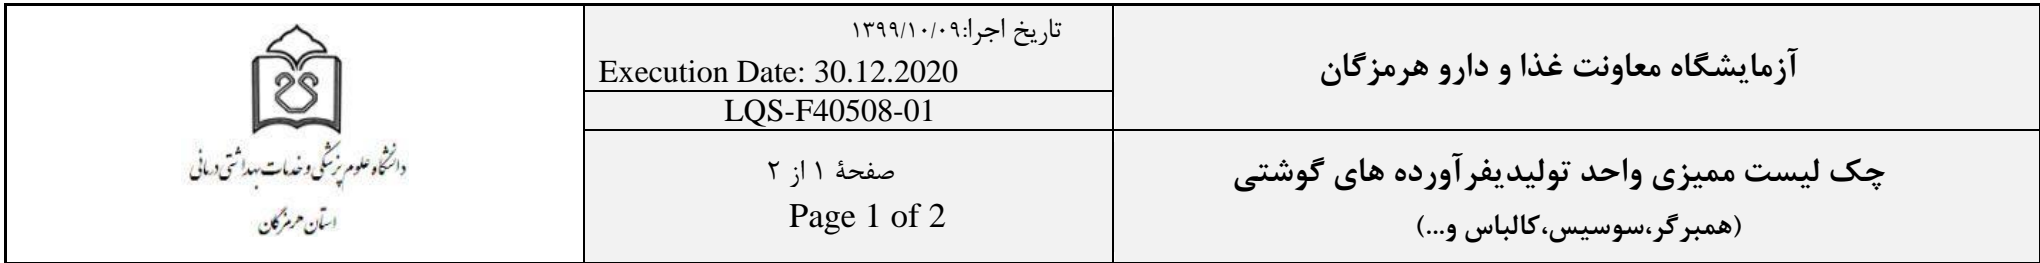 آزمایشگاه معاونت غذا و دارو هرمزگان
تاریخ اجرا:۱۳۹۹/۱۰/۰۹
Execution Date: 30.12.2020
LQS-F40508-01
چک لیست ممیزی واحد تولیدیفرآورده های گوشتی
(همبرگر،سوسیس،کالباس و...)
صفحهٔ ۱ از ۲
Page 1 of 2
دانشگاه علوم پزشکی و خدمات بهداشتی درمانی
استان هرمزگان